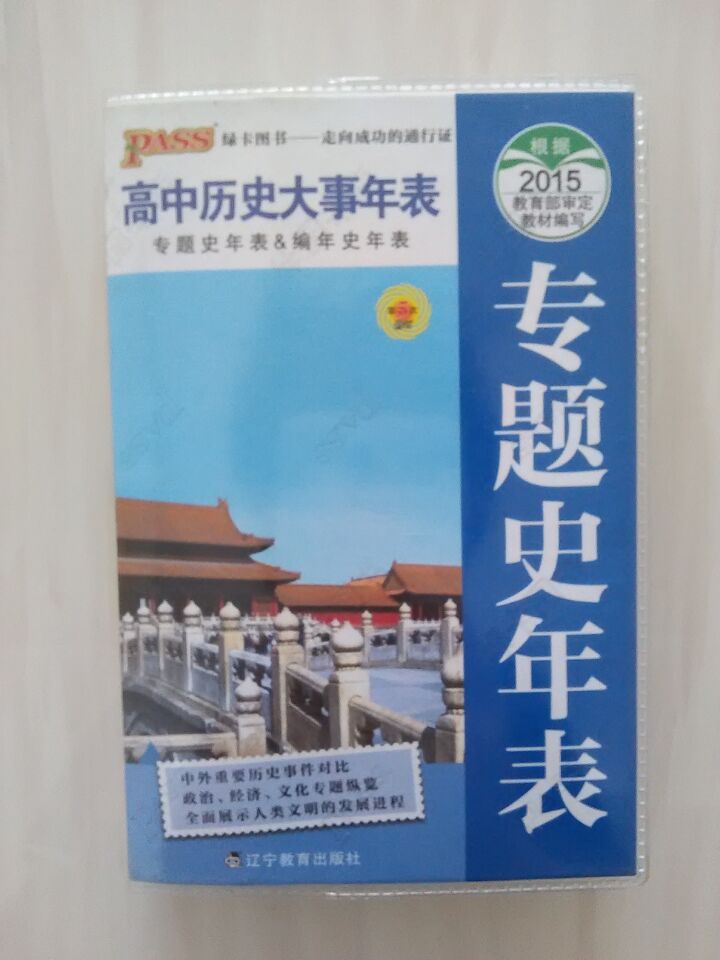 PASS 绿卡图书——走向成功的通行证
高中历史大事年表
专题史年表&编年史年表
根据
2015
教育部审定
教材编写
专题史年表
中外重要历史事件对比
政治、经济、文化专题纵览
全面展示人类文明的发展进程
辽宁教育出版社